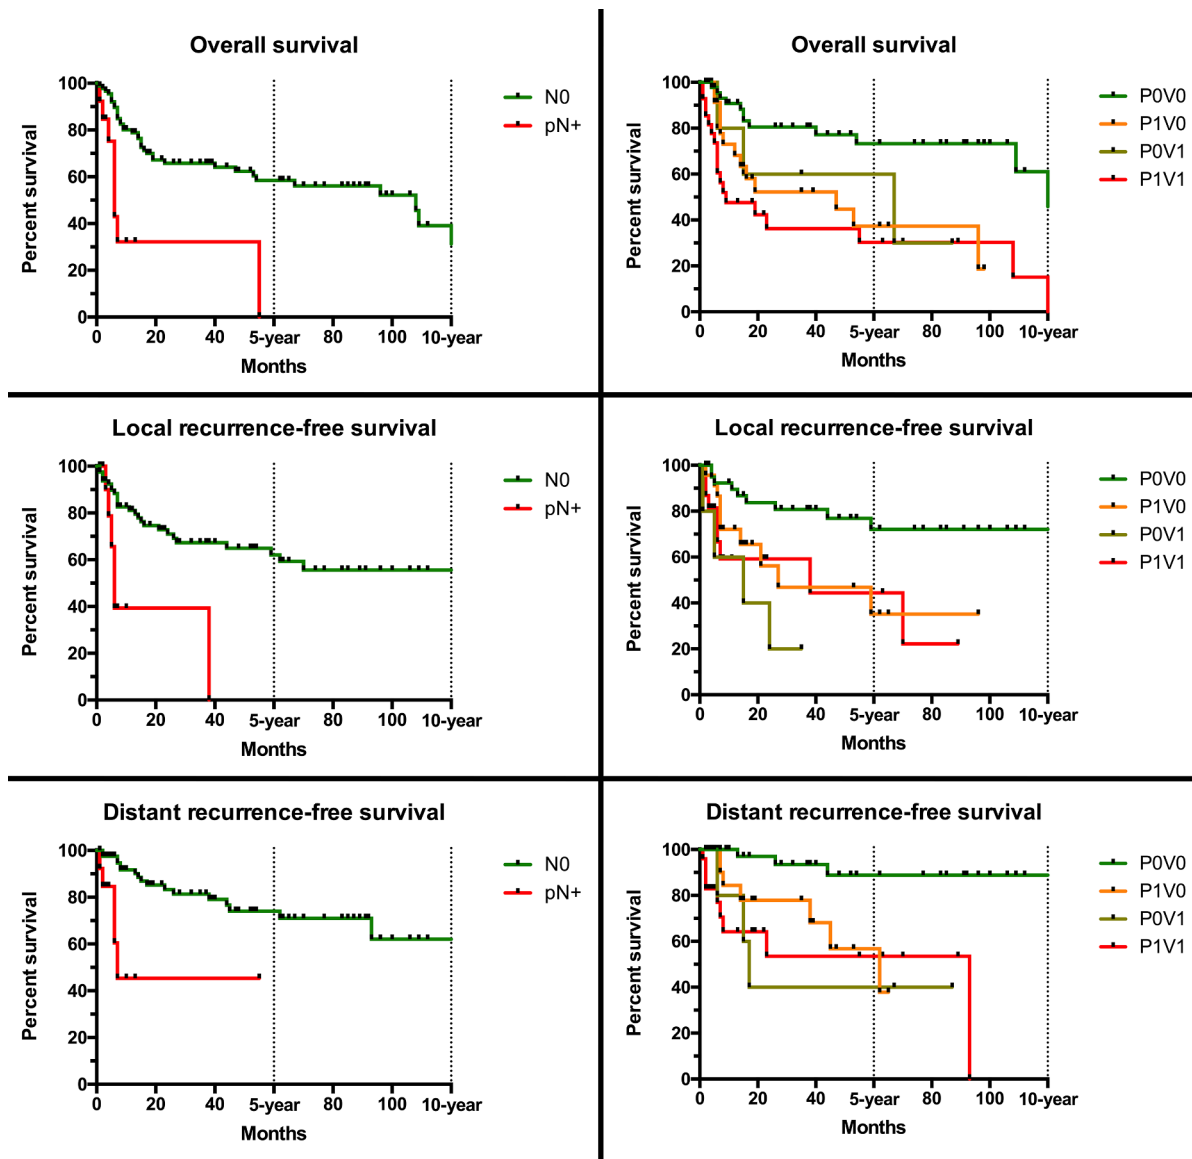 Overall survival
Percent survival
100
80
60
40
20
0
0 20 40 5-year 80 100 10-year
Months
N0
pN+
Overall survival
Percent survival
100
80
60
40
20
0
0 20 40 5-year 80 100 10-year
Months
P0V0
P1V0
P0V1
P1V1
Local recurrence-free survival
Percent survival
100
80
60
40
20
0
0 20 40 5-year 80 100 10-year
Months
N0
pN+
Local recurrence-free survival
Percent survival
100
80
60
40
20
0
0 20 40 5-year 80 100 10-year
Months
P0V0
P1V0
P0V1
P1V1
Distant recurrence-free survival
Percent survival
100
80
60
40
20
0
0 20 40 5-year 80 100 10-year
Months
N0
pN+
Distant recurrence-free survival
Percent survival
100
80
60
40
20
0
0 20 40 5-year 80 100 10-year
Months
P0V0
P1V0
P0V1
P1V1